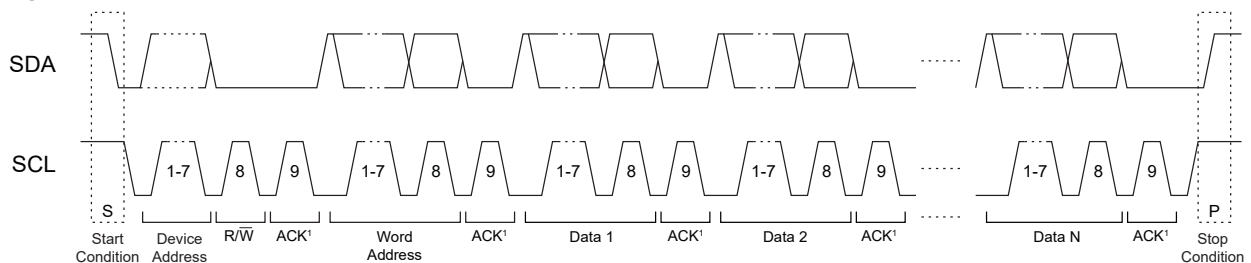 SDA
SCL
1-7 8 9 1-7 8 9 1-7 8 9 1-7 8 9 1-7 8 9
S P
Start Condition
Device Address
R/W̅
ACK¹
Word Address
ACK¹
Data 1
ACK¹
Data 2
ACK¹
Data N
ACK¹
Stop Condition